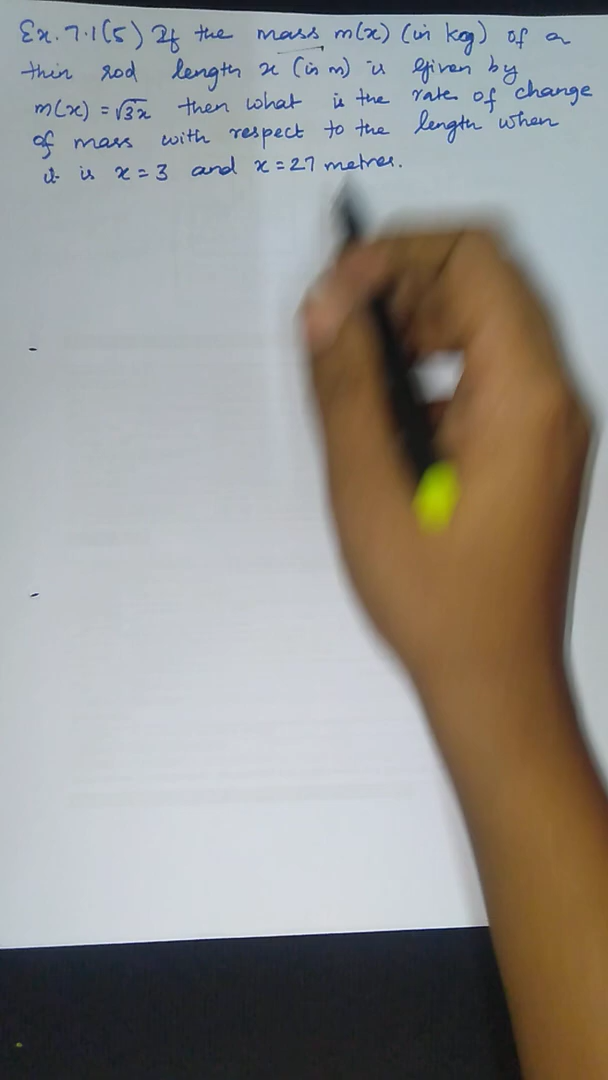 Ex. 7.1(5) If the mass m(x) (in kg) of a
thin rod length x (in m) is given by
m(x) = √3x then what is the rate of change
of mass with respect to the length when
it is x = 3 and x = 27 metres.